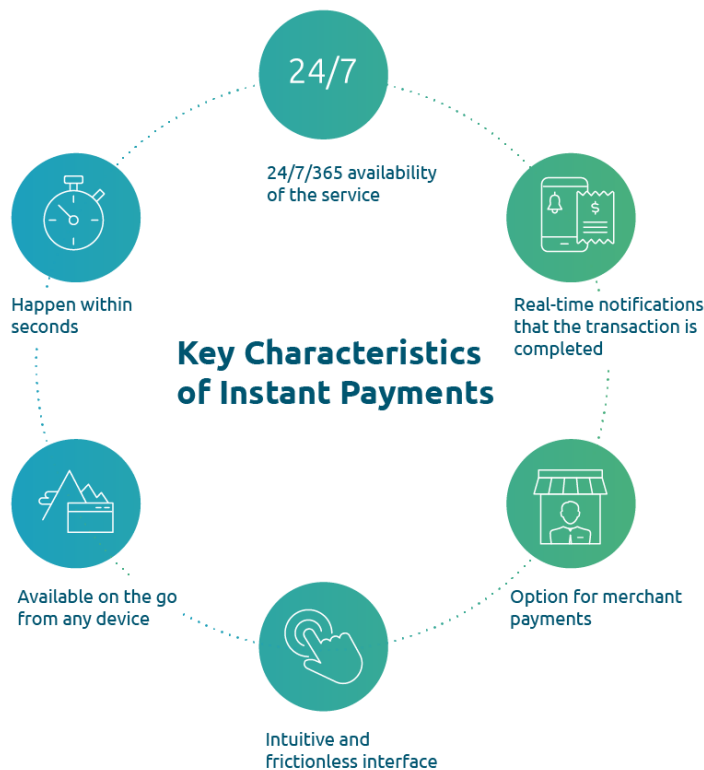 24/7
24/7/365 availability
of the service
$
Real-time notifications
that the transaction is
completed
Option for merchant
payments
Intuitive and
frictionless interface
Available on the go
from any device
Happen within
seconds
Key Characteristics
of Instant Payments